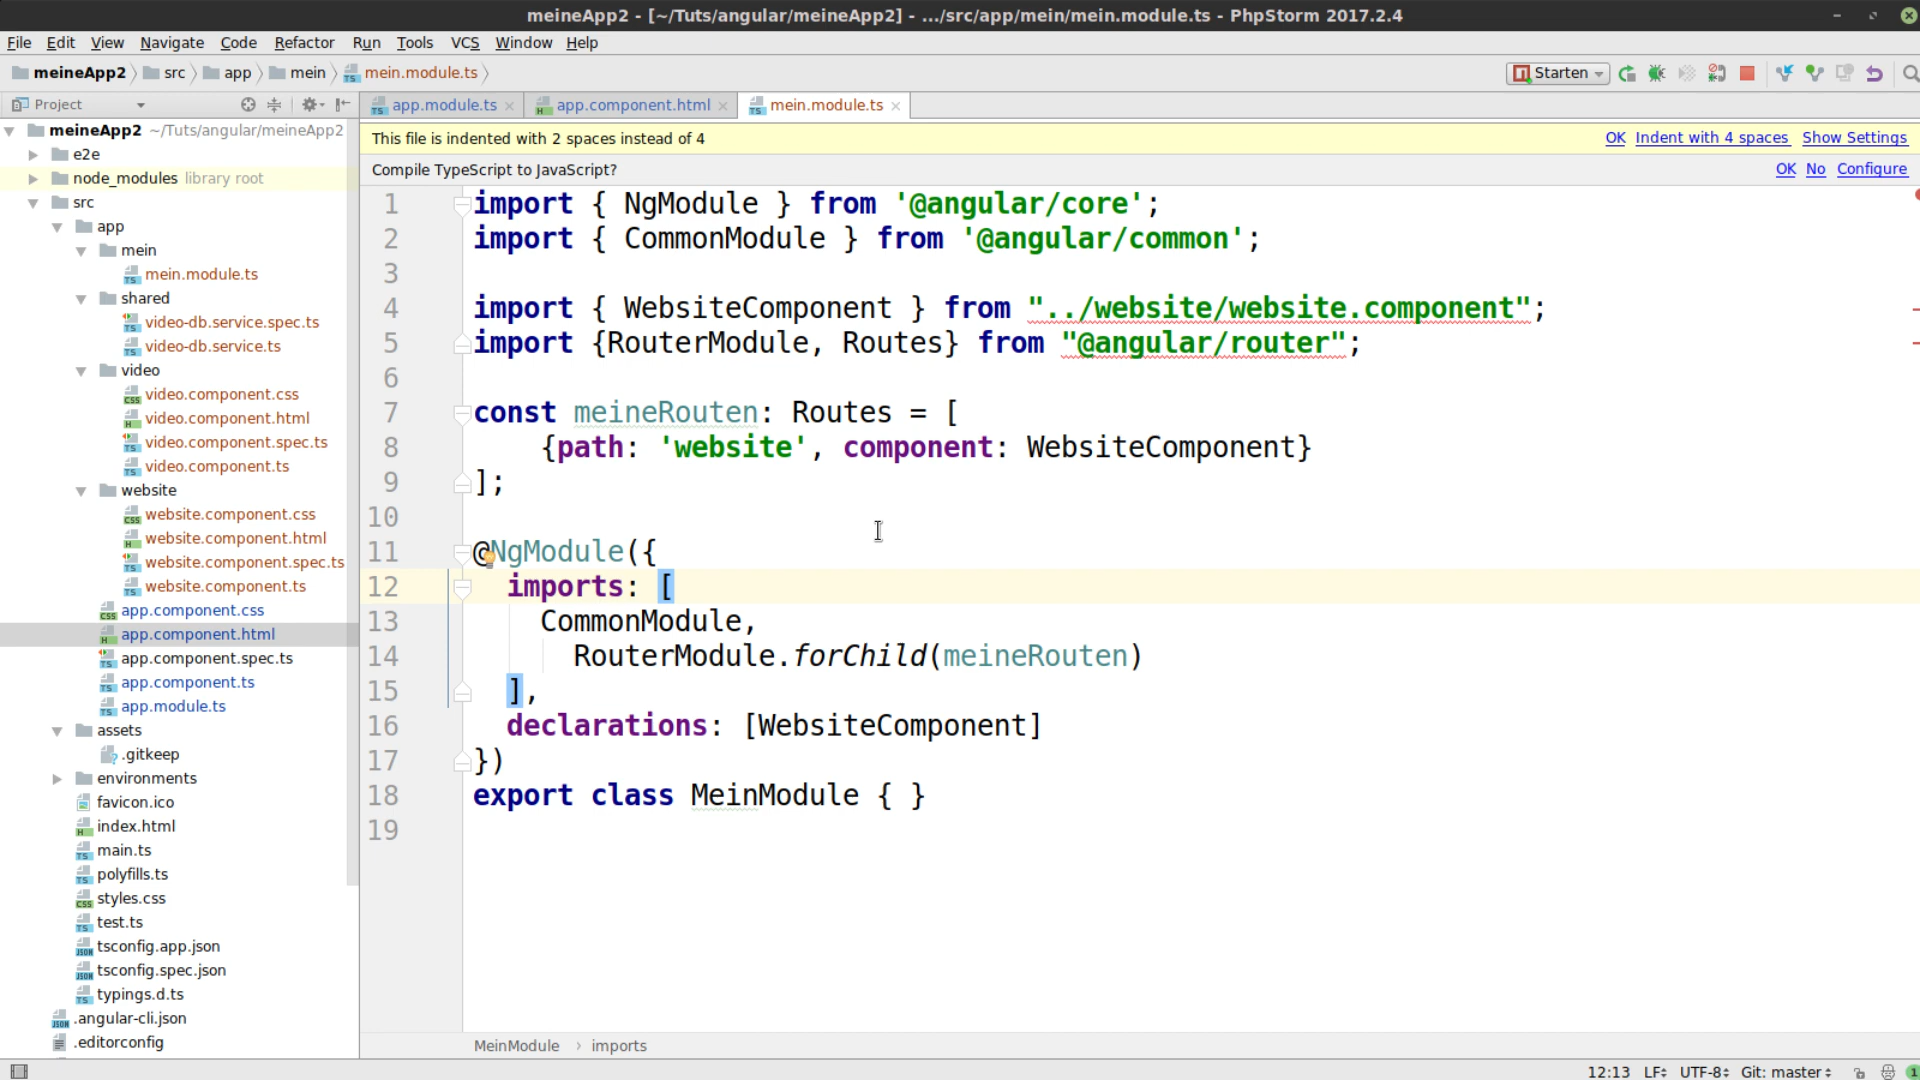 meineApp2 - [~/Tuts/angular/meineApp2] - .../src/app/mein/mein.module.ts - PhpStorm 2017.2.4
File Edit View Navigate Code Refactor Run Tools VCS Window Help
meineApp2 src app mein mein.module.ts Starten
Project app.module.ts app.component.html mein.module.ts
meineApp2 ~/Tuts/angular/meineApp2
e2e
node_modules library root
src
app
mein
mein.module.ts
shared
video-db.service.spec.ts
video-db.service.ts
video
video.component.css
video.component.html
video.component.spec.ts
video.component.ts
website
website.component.css
website.component.html
website.component.spec.ts
website.component.ts
app.component.css
app.component.html
app.component.spec.ts
app.component.ts
app.module.ts
assets
.gitkeep
environments
favicon.ico
index.html
main.ts
polyfills.ts
styles.css
test.ts
tsconfig.app.json
tsconfig.spec.json
typings.d.ts
.angular-cli.json
.editorconfig
This file is indented with 2 spaces instead of 4 OK Indent with 4 spaces Show Settings
Compile TypeScript to JavaScript? OK No Configure
1 import { NgModule } from '@angular/core';
2 import { CommonModule } from '@angular/common';
3
4 import { WebsiteComponent } from "../website/website.component";
5 import {RouterModule, Routes} from "@angular/router";
6
7 const meineRouten: Routes = [
8 {path: 'website', component: WebsiteComponent}
9 ];
10
11 @NgModule({
12 imports: [
13 CommonModule,
14 RouterModule.forChild(meineRouten)
15 ],
16 declarations: [WebsiteComponent]
17 })
18 export class MeinModule { }
19
MeinModule › imports
12:13 LF UTF-8 Git: master 1